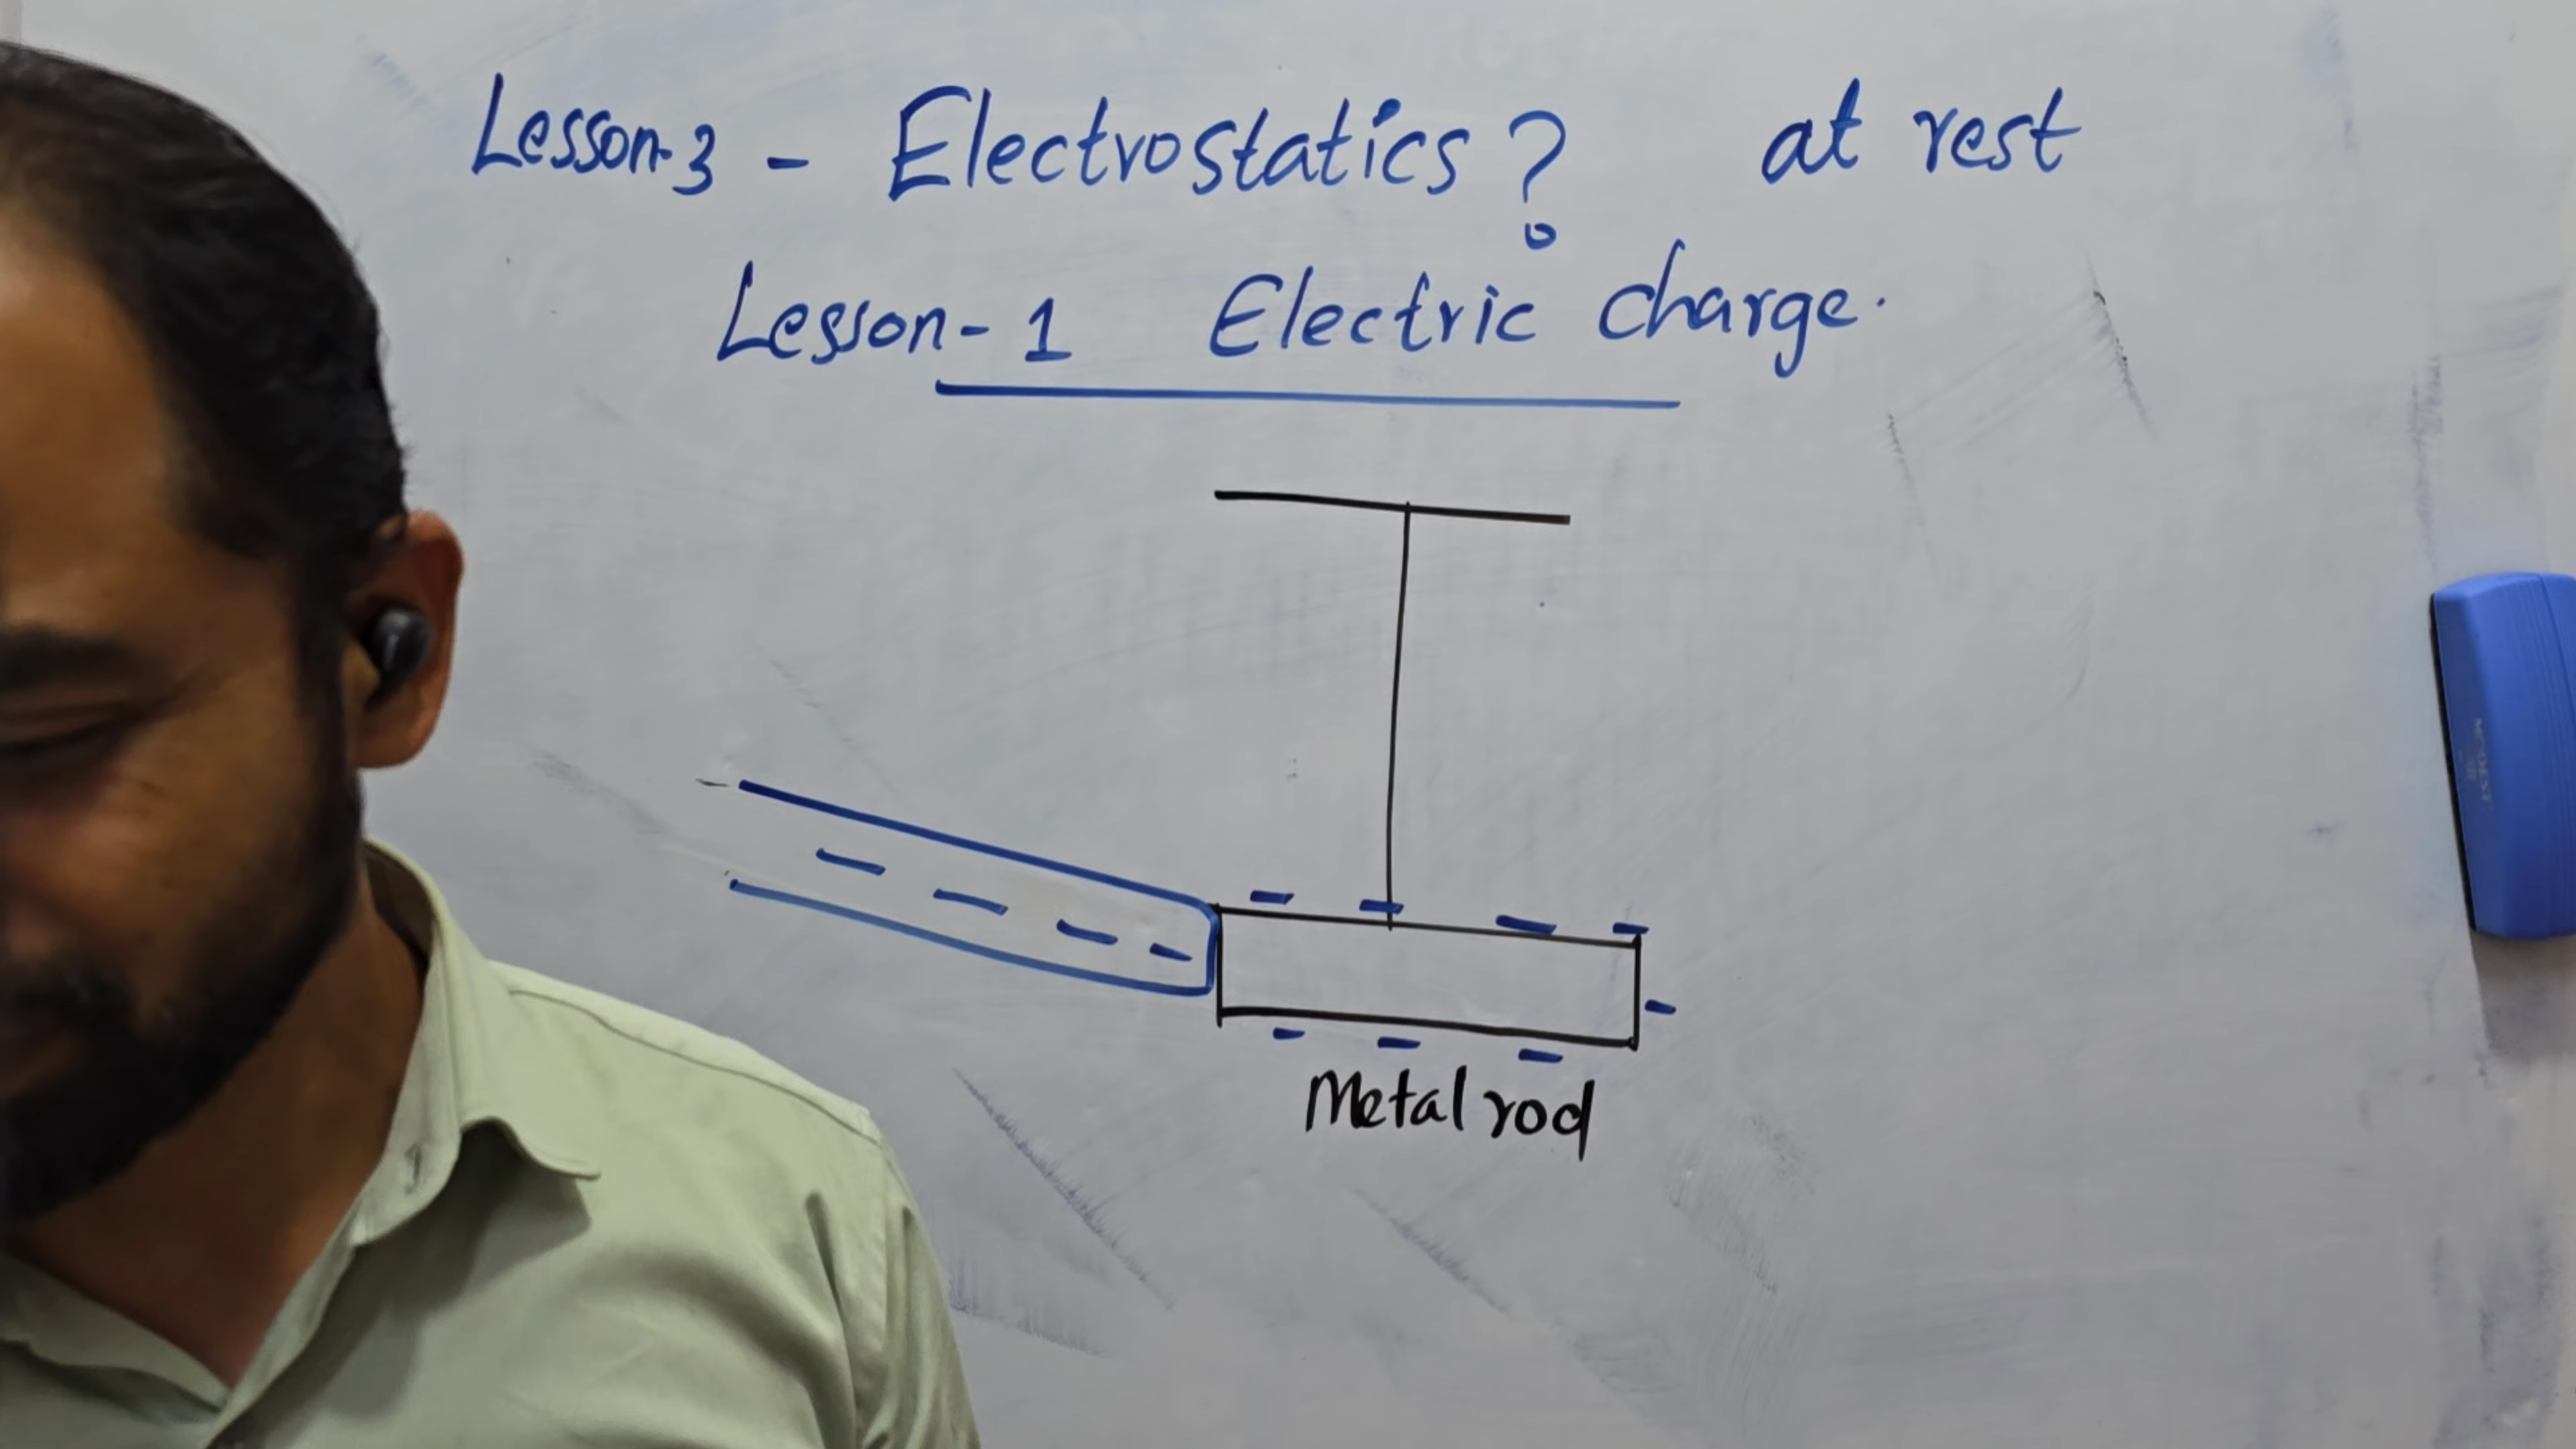 Lesson-3 - Electrostatics? at rest
Lesson-1 Electric charge.
Metal rod